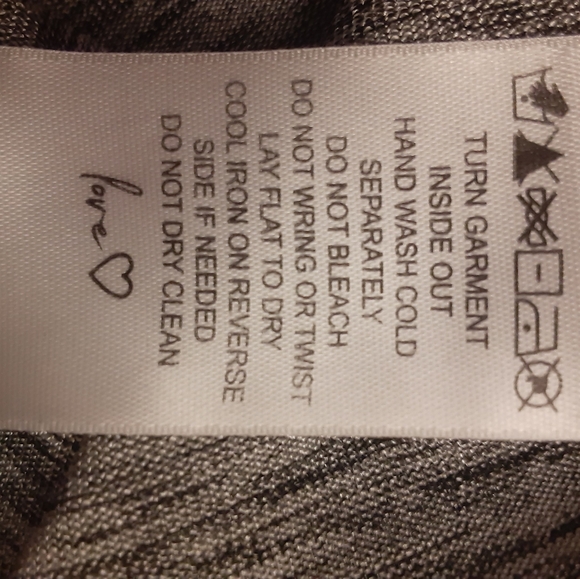 TURN GARMENT
INSIDE OUT
HAND WASH COLD
SEPARATELY
DO NOT BLEACH
DO NOT WRING OR TWIST
LAY FLAT TO DRY
COOL IRON ON REVERSE
SIDE IF NEEDED
DO NOT DRY CLEAN
love